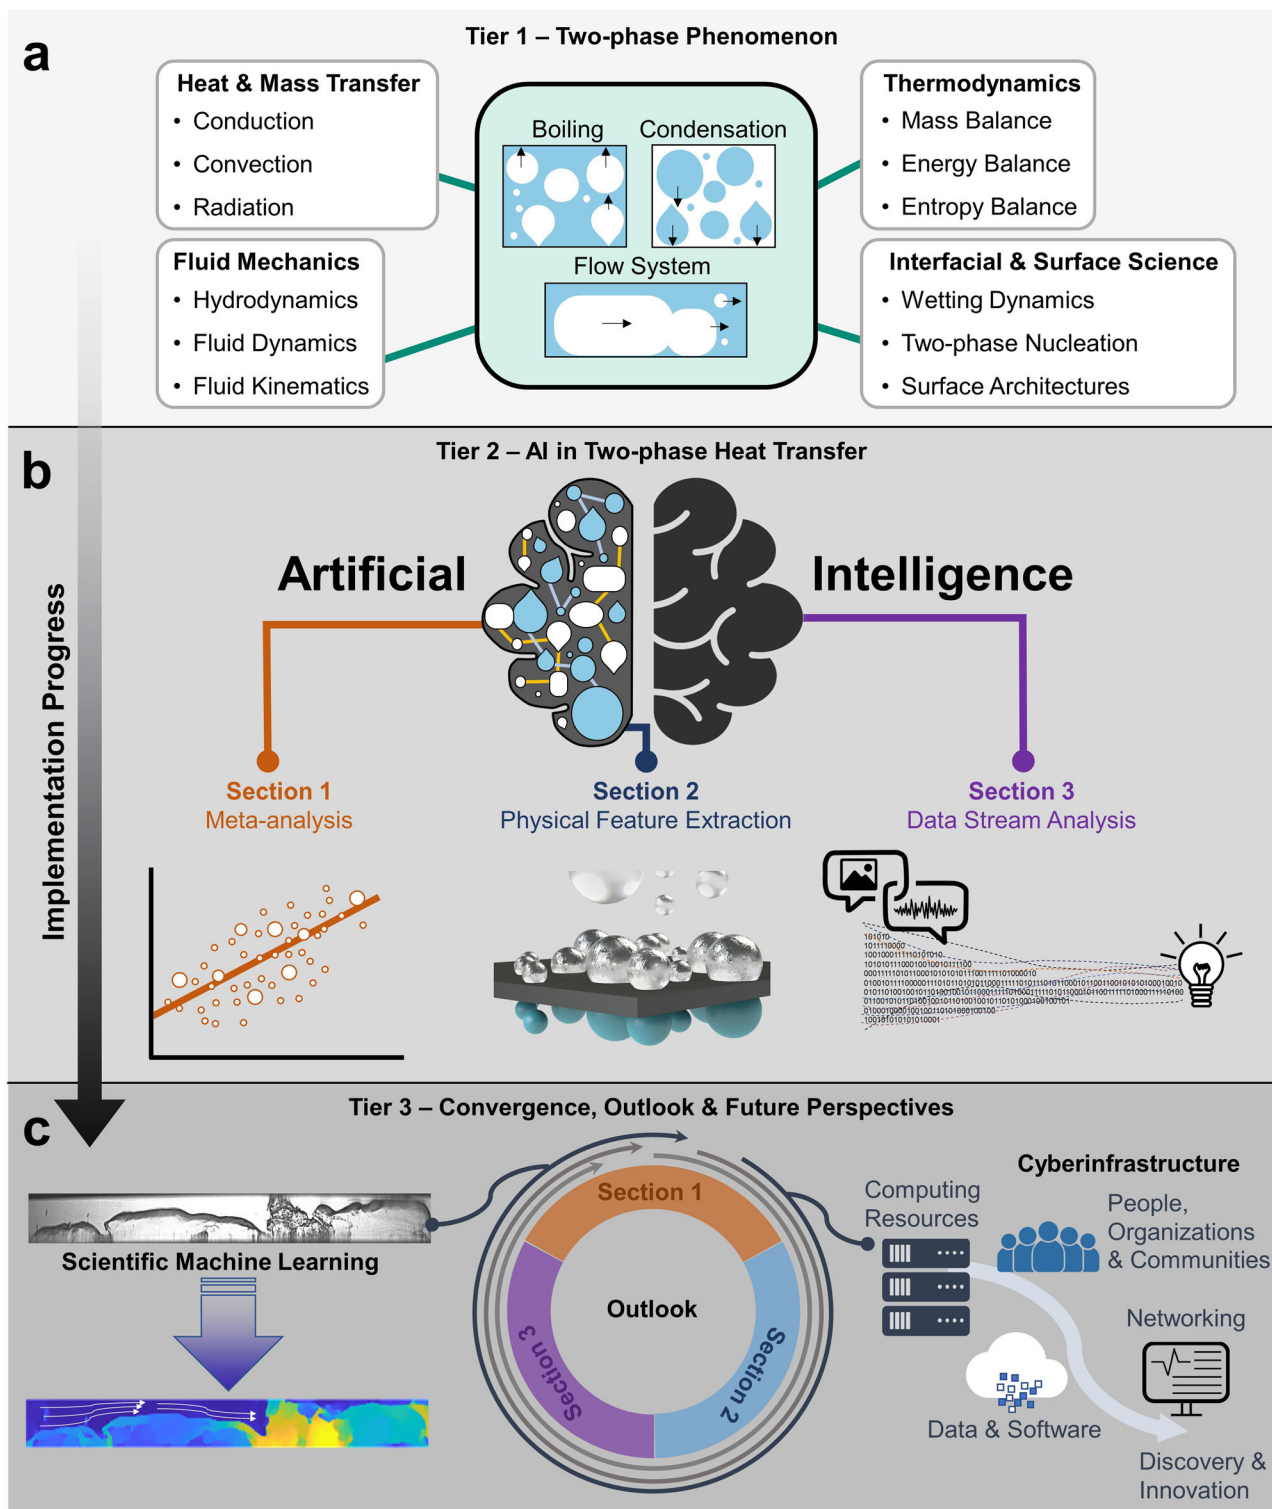 a
Tier 1 – Two-phase Phenomenon
Heat & Mass Transfer
• Conduction
• Convection
• Radiation
Fluid Mechanics
• Hydrodynamics
• Fluid Dynamics
• Fluid Kinematics
Boiling
Condensation
Flow System
Thermodynamics
• Mass Balance
• Energy Balance
• Entropy Balance
Interfacial & Surface Science
• Wetting Dynamics
• Two-phase Nucleation
• Surface Architectures
Implementation Progress
b
Tier 2 – AI in Two-phase Heat Transfer
Artificial
Intelligence
Section 1
Meta-analysis
Section 2
Physical Feature Extraction
Section 3
Data Stream Analysis
101010
1011110000
c
Tier 3 – Convergence, Outlook & Future Perspectives
Scientific Machine Learning
Section 1
Section 2
Section 3
Outlook
Cyberinfrastructure
Computing
Resources
People,
Organizations
& Communities
Networking
Data & Software
Discovery &
Innovation